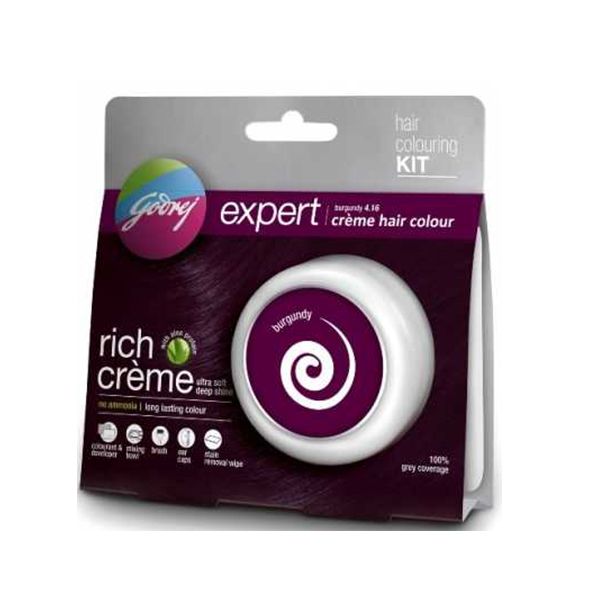 hair
colouring
KIT
Godrej
expert
burgundy 4.16
crème hair colour
burgundy
with aloe protein
rich
crème
ultra soft
deep shine
no ammonia | long lasting colour
colourant &
developer
mixing
bowl
brush
ear
caps
stain
removal wipe
100%
grey coverage